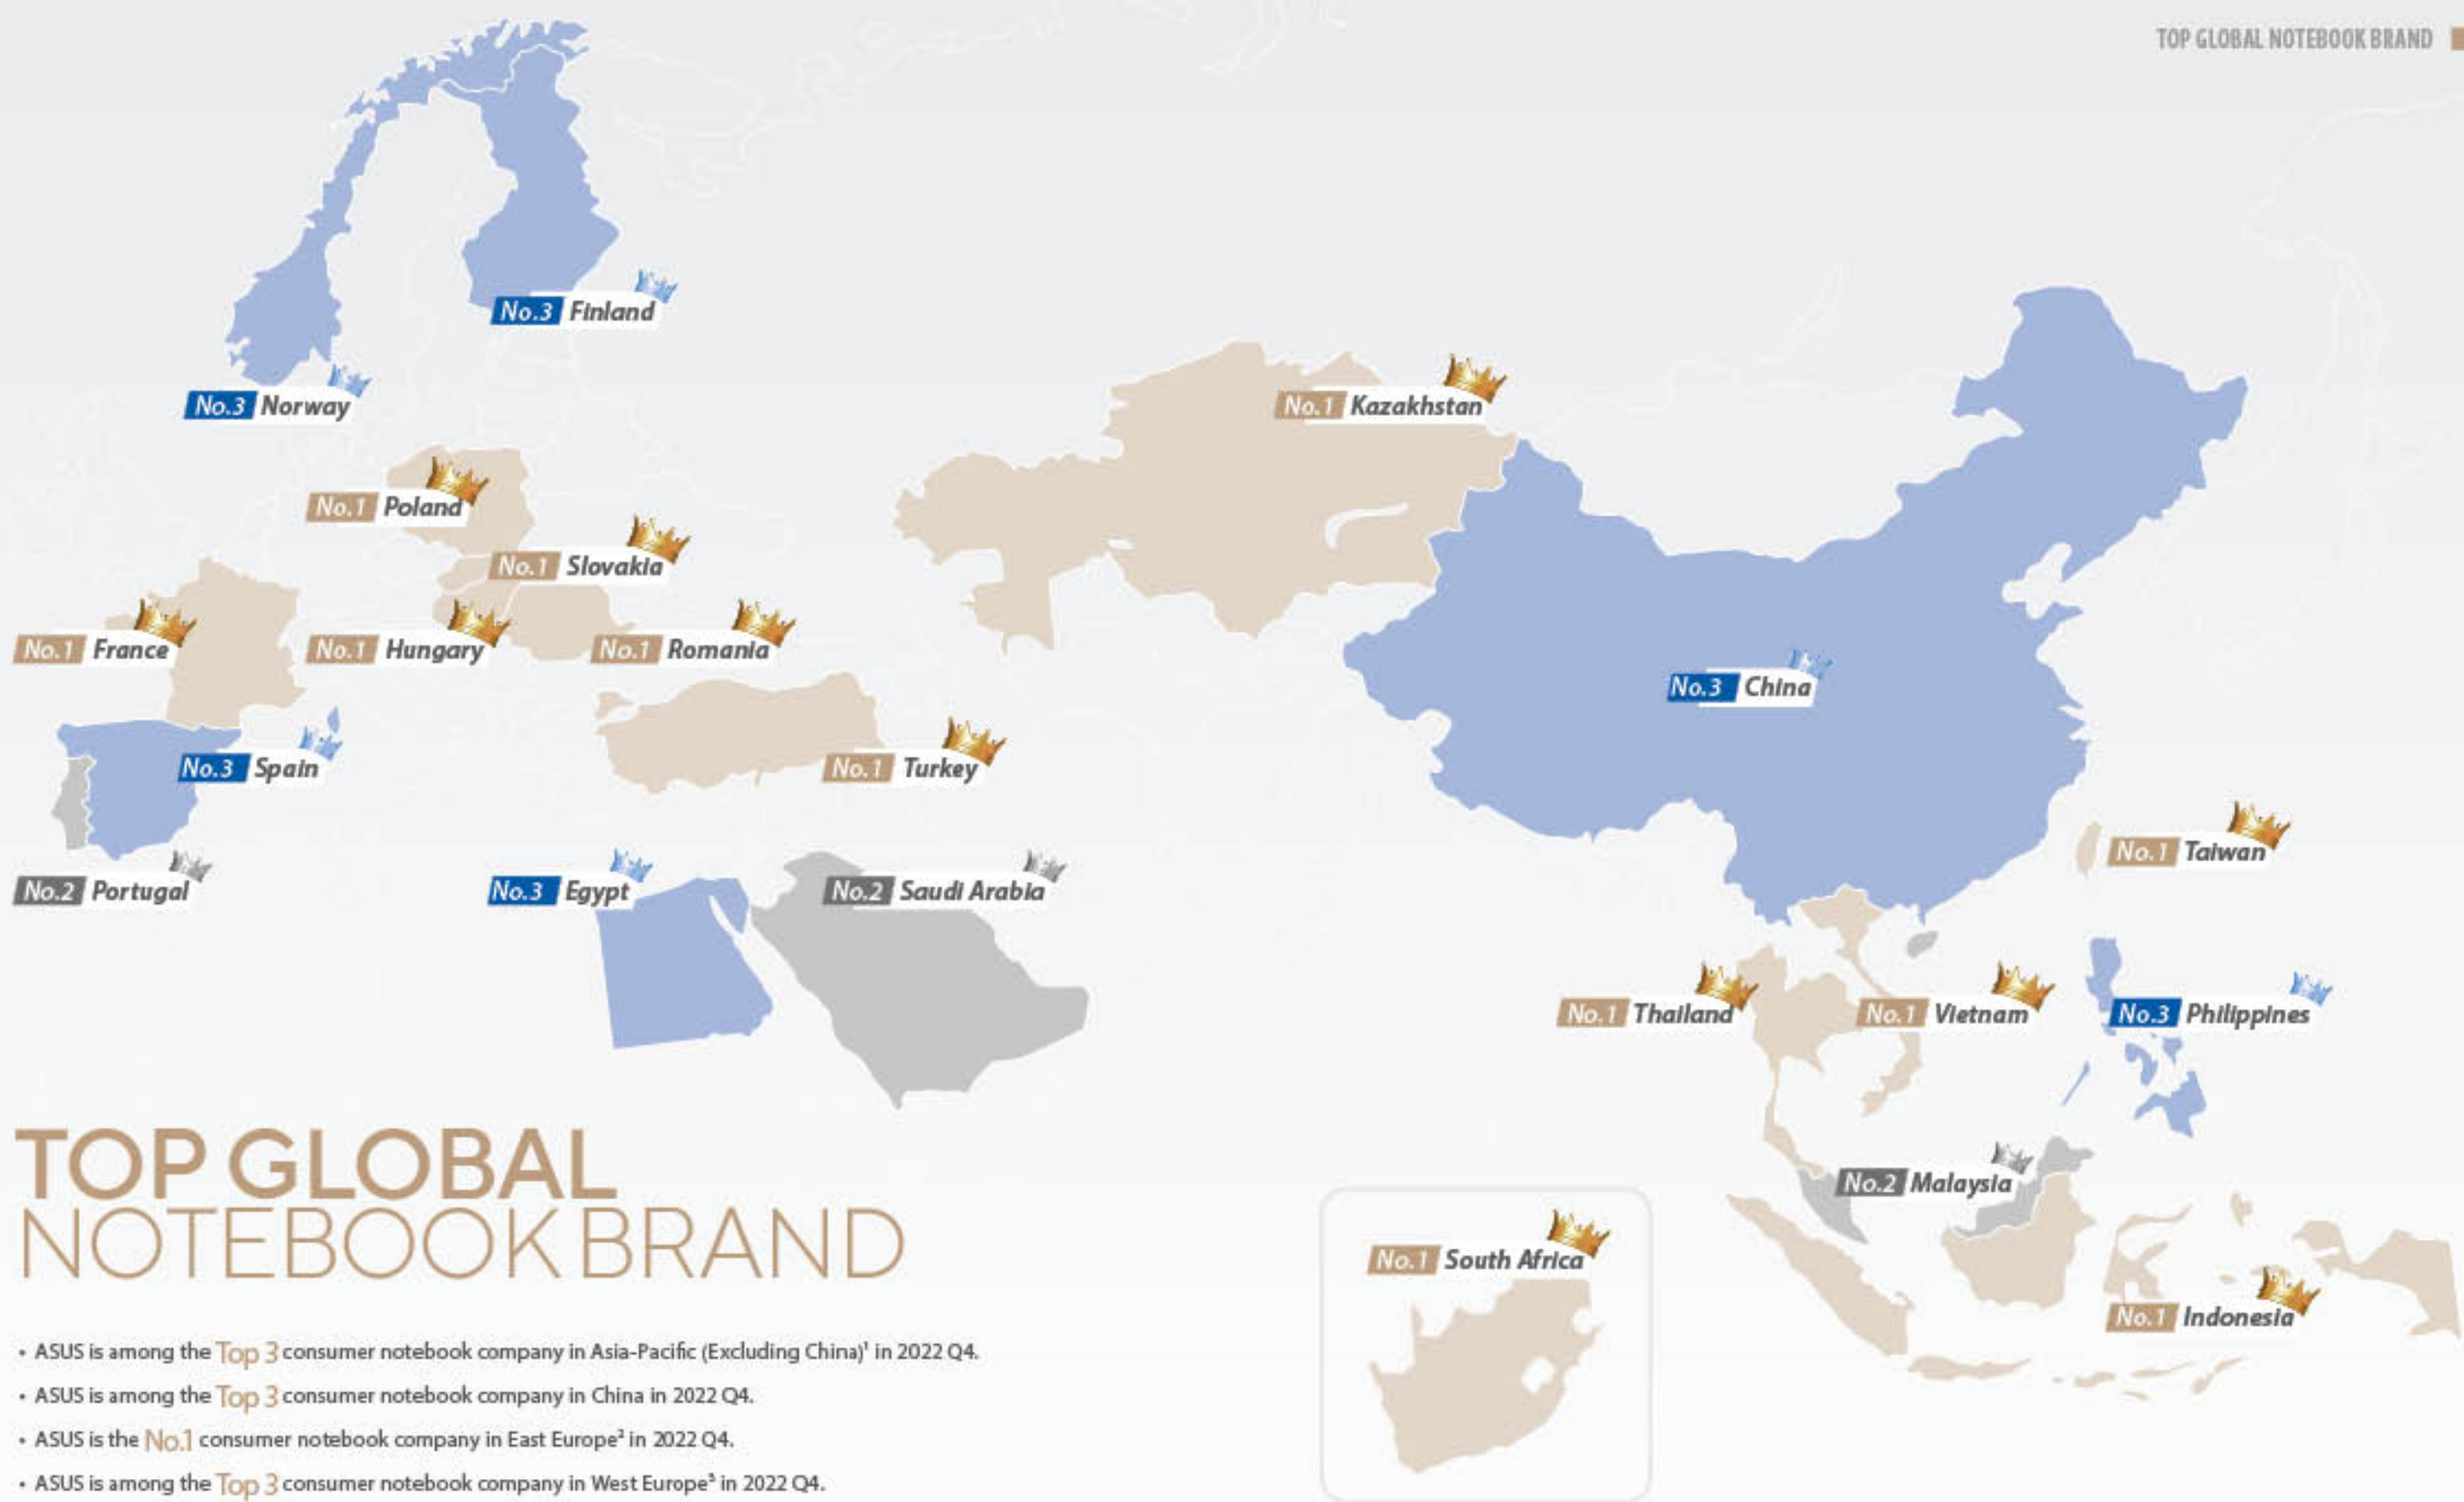 TOP GLOBAL NOTEBOOK BRAND
No.3 Finland
No.3 Norway
No.1 Kazakhstan
No.1 Poland
No.1 Slovakia
No.1 France
No.1 Hungary
No.1 Romania
No.3 China
No.3 Spain
No.1 Turkey
No.1 Taiwan
No.2 Portugal
No.3 Egypt
No.2 Saudi Arabia
No.1 Thailand
No.1 Vietnam
No.3 Philippines
No.2 Malaysia
No.1 South Africa
No.1 Indonesia
TOP GLOBAL
NOTEBOOK BRAND
• ASUS is among the Top 3 consumer notebook company in Asia-Pacific (Excluding China)¹ in 2022 Q4.
• ASUS is among the Top 3 consumer notebook company in China in 2022 Q4.
• ASUS is the No.1 consumer notebook company in East Europe² in 2022 Q4.
• ASUS is among the Top 3 consumer notebook company in West Europe³ in 2022 Q4.